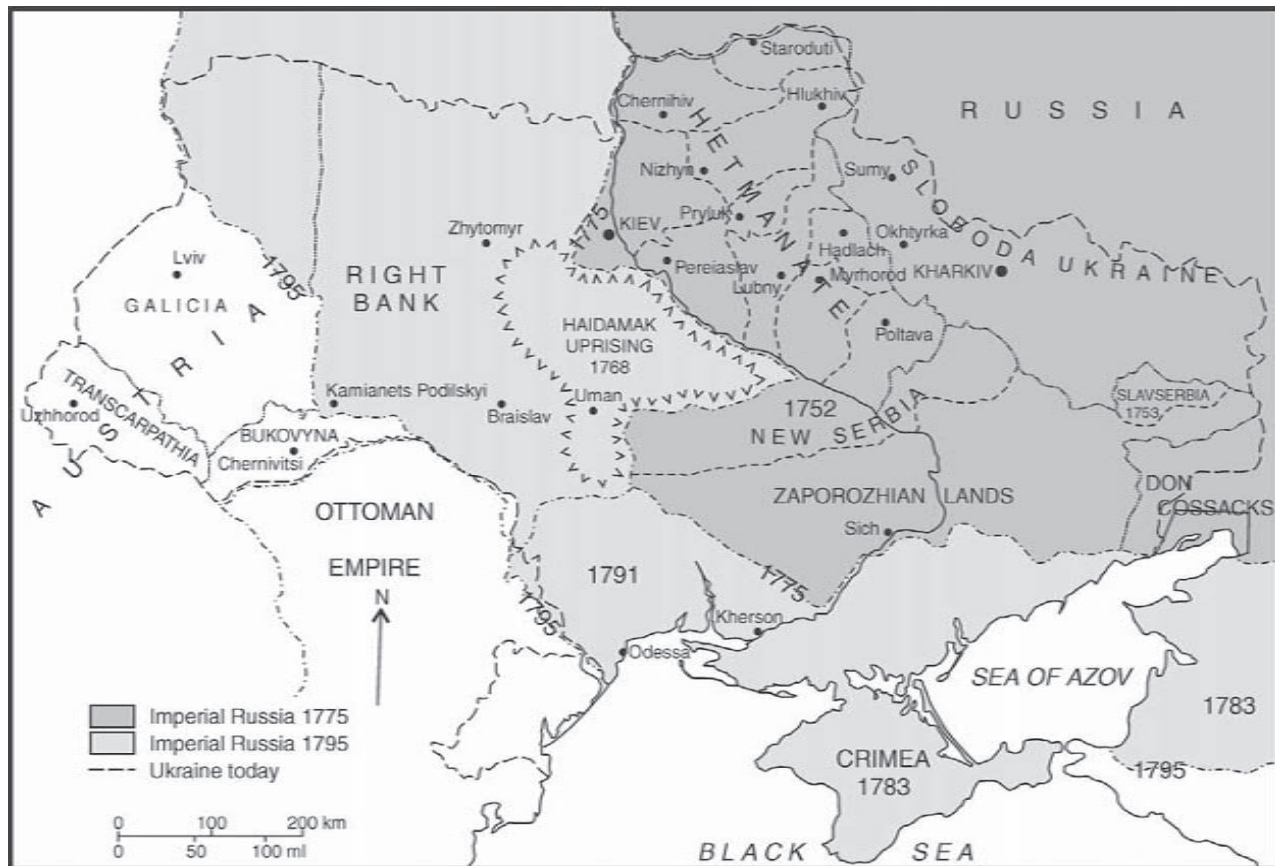 Staroduti
Chernihiv
Hlukhiv
RUSSIA
HETMANATE
Nizhyn
Sumy
SLOBODA UKRAINE
Zhytomyr
1775
KIEV
Pryluk
Hadlach
Okhtyrka
Lviv
1795
RIGHT
BANK
Pereiaslav
Lubny
Myrhorod
KHARKIV
GALICIA
AUSTRIA
HAIDAMAK
UPRISING
1768
Poltava
TRANSCARPATHIA
Uzhhorod
Kamianets Podilskyi
Braislav
Uman
1752
NEW SERBIA
SLAVSERBIA
1753
BUKOVYNA
Chernivitsi
OTTOMAN
EMPIRE
ZAPOROZHIAN LANDS
Sich
DON
COSSACKS
N
1791
1775
1795
Kherson
Odessa
SEA OF AZOV
1783
CRIMEA
1783
1795
Imperial Russia 1775
Imperial Russia 1795
Ukraine today
0 100 200 km
0 50 100 ml
BLACK SEA